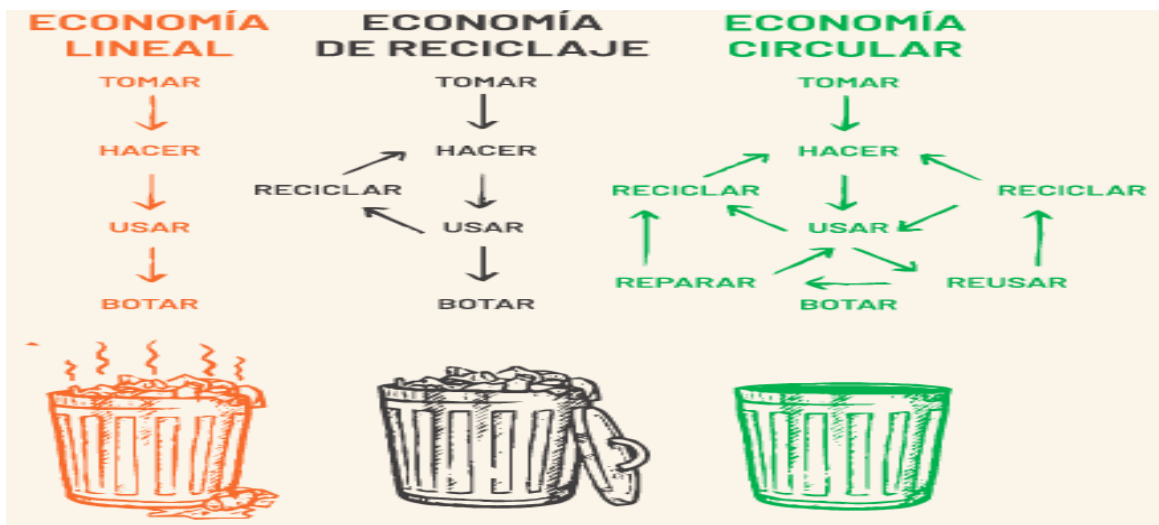 ECONOMÍA
LINEAL
TOMAR
HACER
USAR
BOTAR
ECONOMÍA
DE RECICLAJE
TOMAR
HACER
RECICLAR
USAR
BOTAR
ECONOMÍA
CIRCULAR
TOMAR
HACER
RECICLAR
RECICLAR
USAR
REPARAR
REUSAR
BOTAR